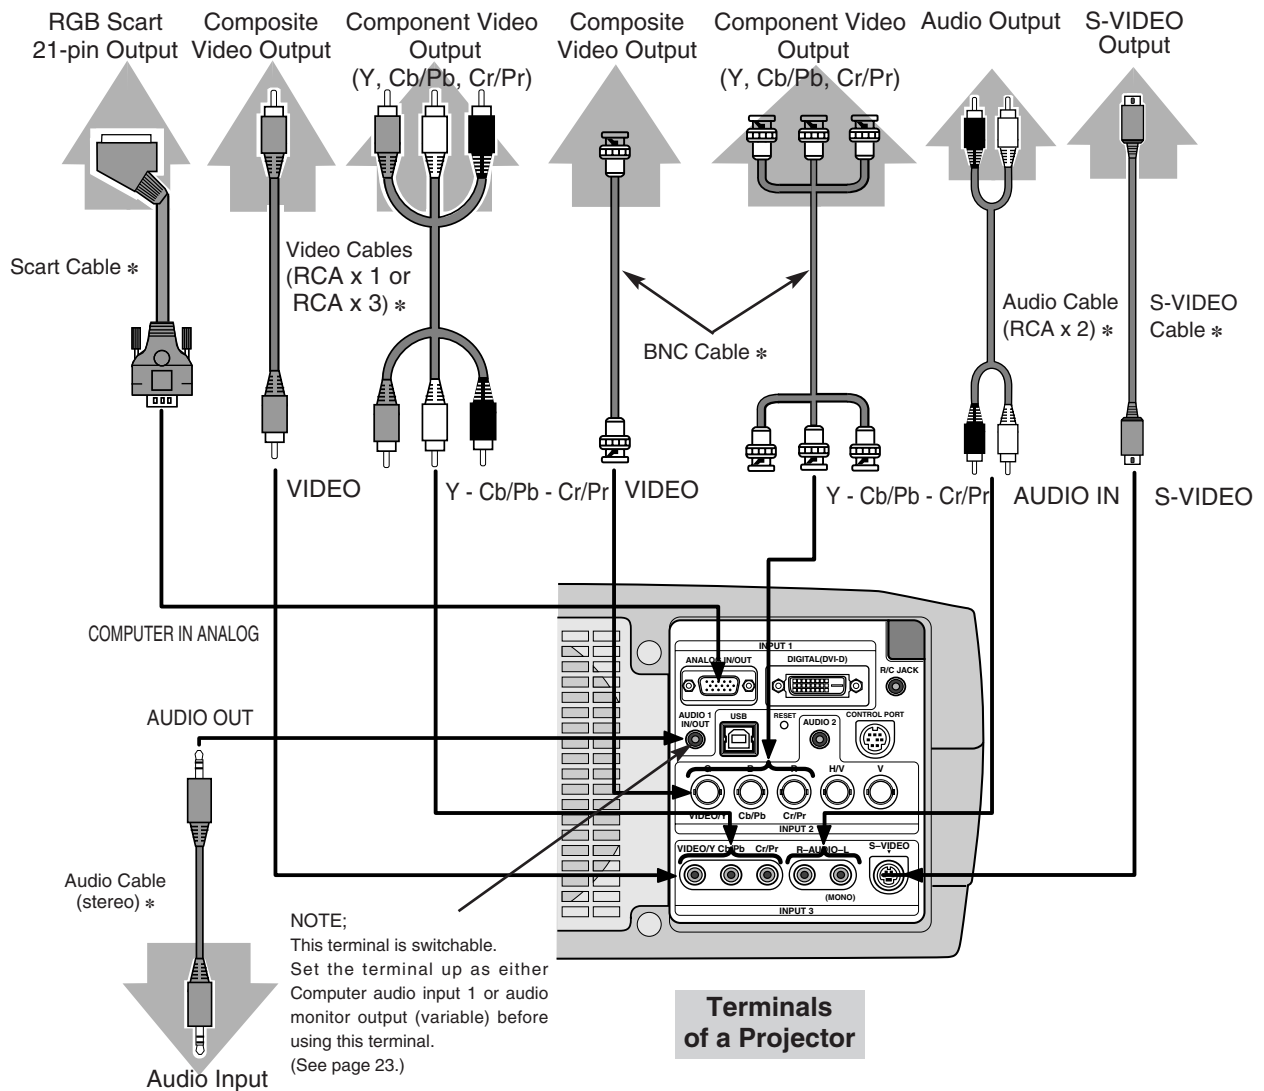 RGB Scart
21-pin Output
Composite
Video Output
Component Video
Output
(Y, Cb/Pb, Cr/Pr)
Composite
Video Output
Component Video
Output
(Y, Cb/Pb, Cr/Pr)
Audio Output
S-VIDEO
Output
Scart Cable *
Video Cables
(RCA x 1 or
RCA x 3) *
BNC Cable *
Audio Cable
(RCA x 2) *
S-VIDEO
Cable *
VIDEO
Y - Cb/Pb - Cr/Pr
VIDEO
Y - Cb/Pb - Cr/Pr
AUDIO IN
S-VIDEO
COMPUTER IN ANALOG
AUDIO OUT
INPUT 1
ANALOG IN/OUT
DIGITAL(DVI-D)
R/C JACK
AUDIO 1
IN/OUT
USB
RESET
AUDIO 2
CONTROL PORT
G
B
R
H/V
V
VIDEO/Y
Cb/Pb
Cr/Pr
INPUT 2
VIDEO/Y Cb/Pb Cr/Pr
R–AUDIO–L
S–VIDEO
(MONO)
INPUT 3
Audio Cable
(stereo) *
Audio Input
NOTE;
This terminal is switchable.
Set the terminal up as either
Computer audio input 1 or audio
monitor output (variable) before
using this terminal.
(See page 23.)
Terminals
of a Projector